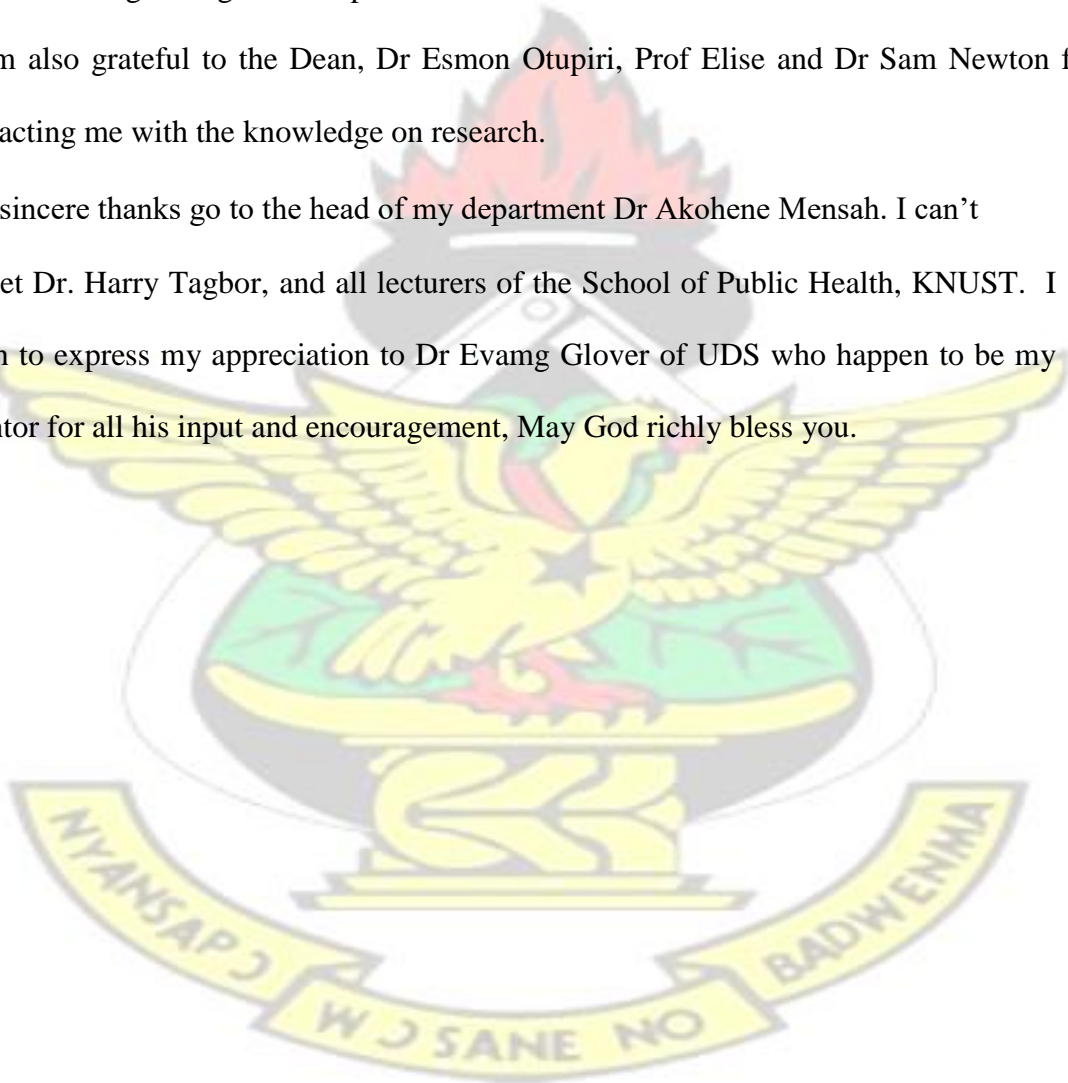 m also grateful to the Dean, Dr Esmon Otupiri, Prof Elise and Dr Sam Newton f
acting me with the knowledge on research.
sincere thanks go to the head of my department Dr Akohene Mensah. I can’t
et Dr. Harry Tagbor, and all lecturers of the School of Public Health, KNUST. I
n to express my appreciation to Dr Evamg Glover of UDS who happen to be my
ntor for all his input and encouragement, May God richly bless you.
NYANSAPƆ
WƆSANE NO
BADWENMA